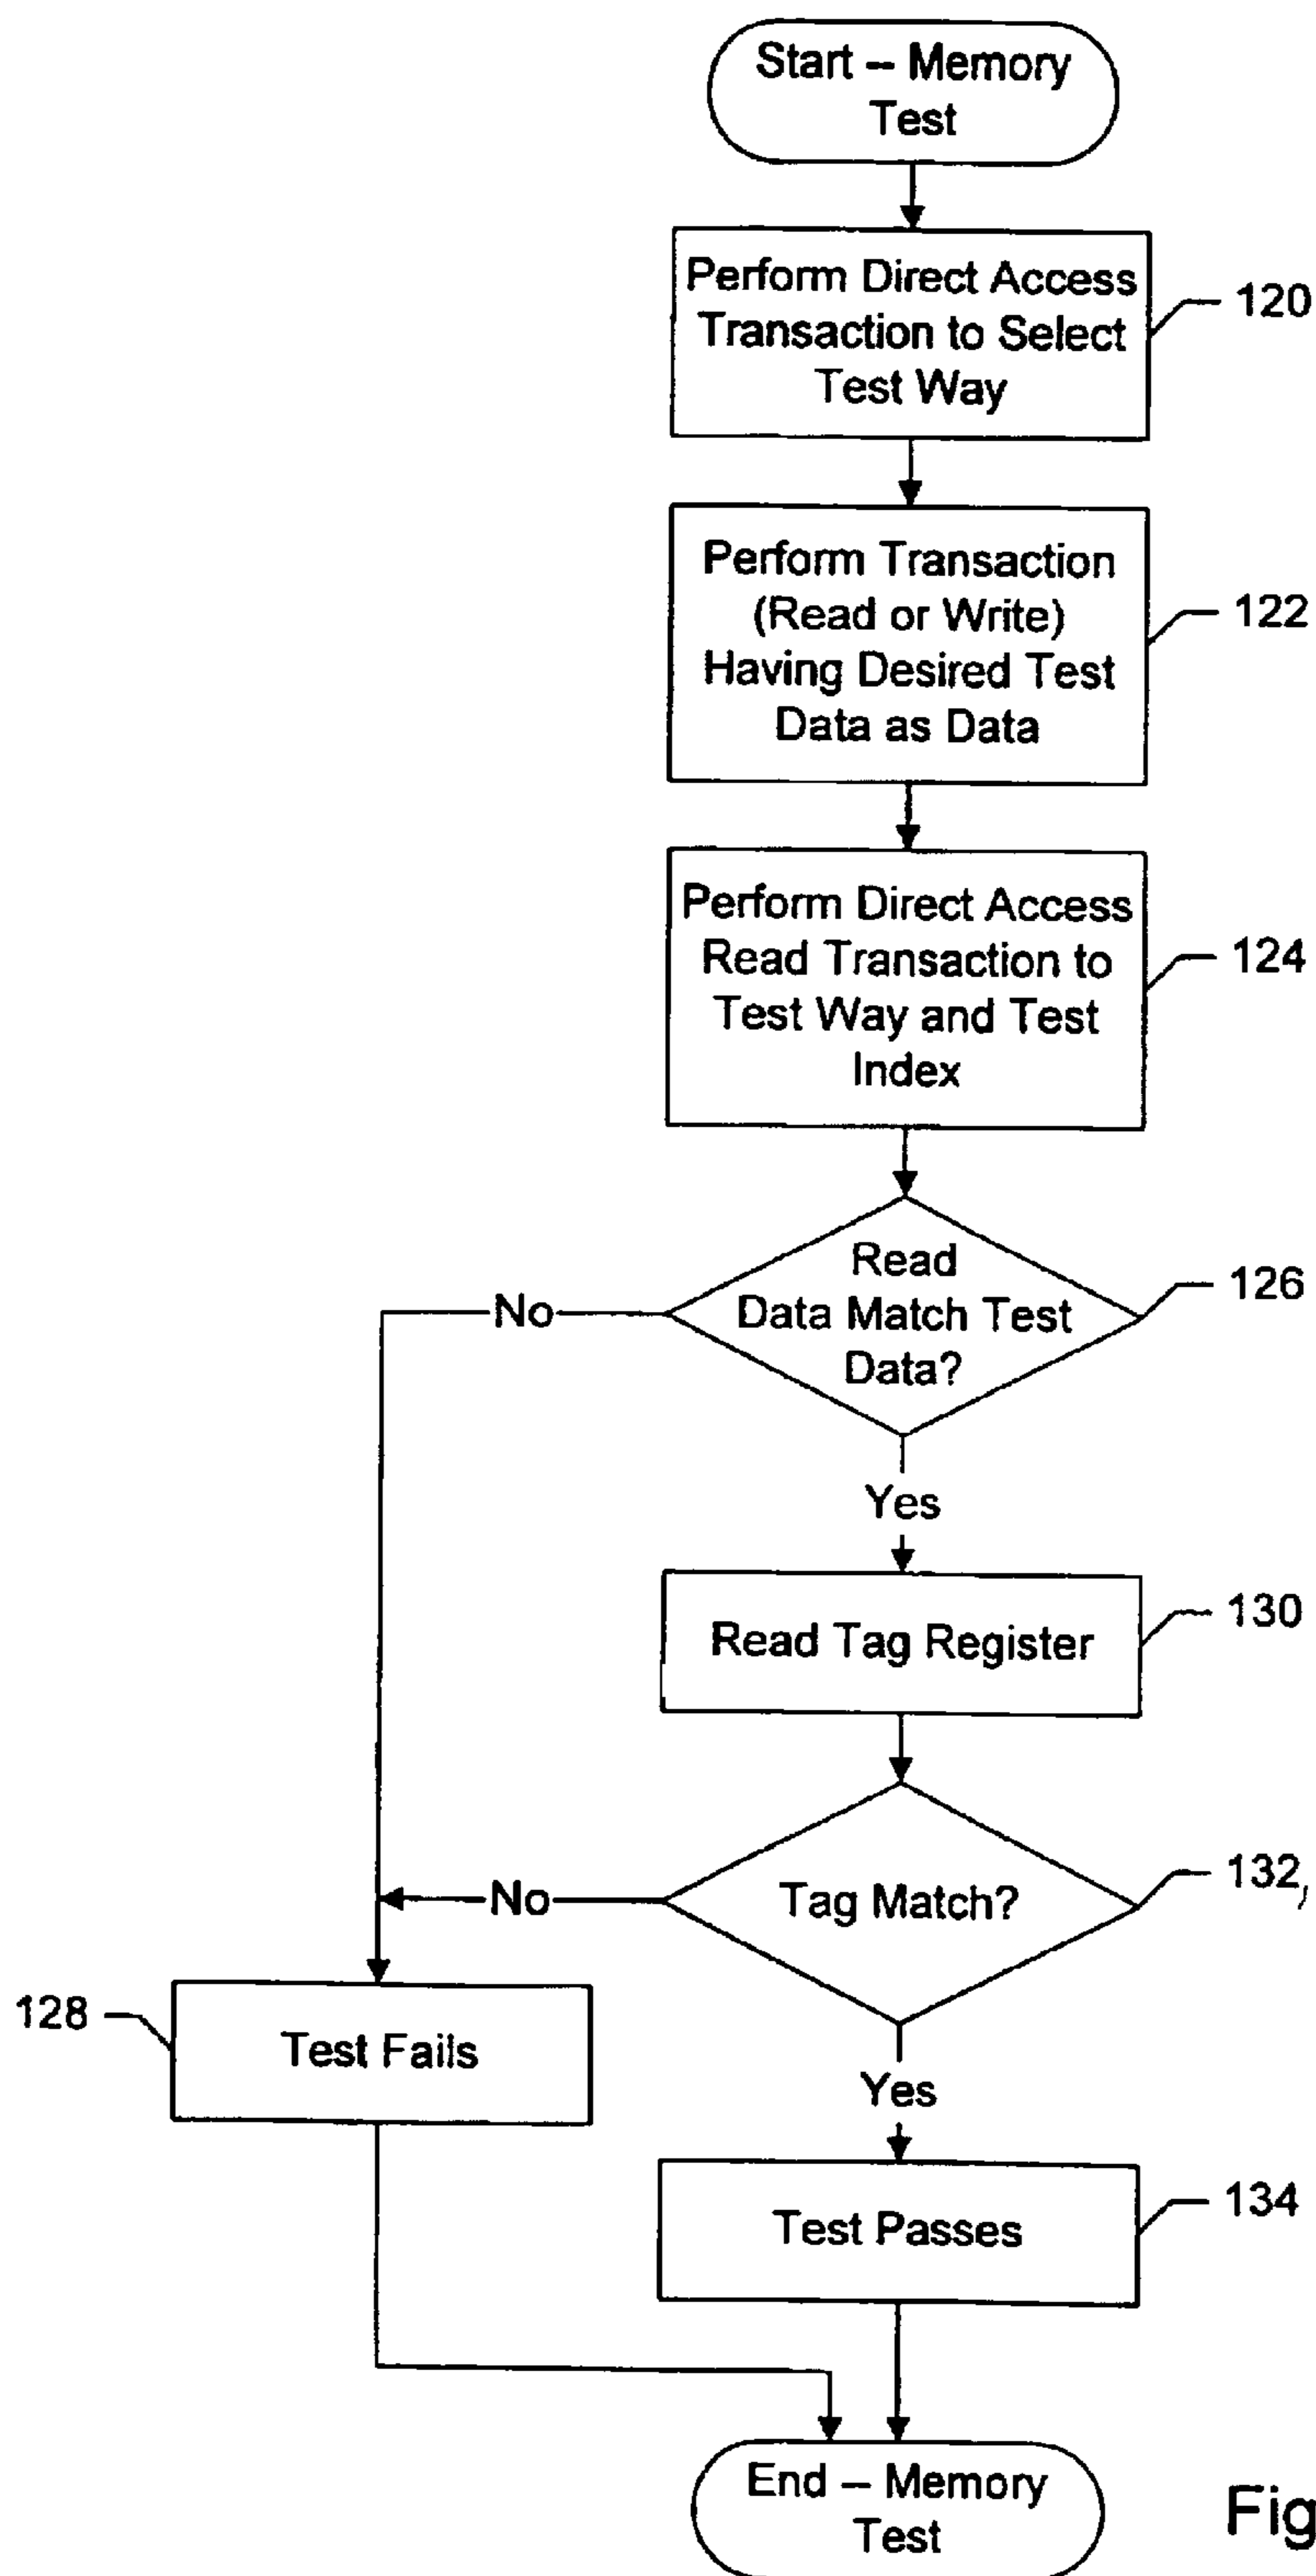 Start – Memory
Test
Perform Direct Access
Transaction to Select
Test Way
120
Perform Transaction
(Read or Write)
Having Desired Test
Data as Data
122
Perform Direct Access
Read Transaction to
Test Way and Test
Index
124
Read
Data Match Test
Data?
126
No
Yes
Read Tag Register
130
Tag Match?
132
No
128
Test Fails
Yes
Test Passes
134
End – Memory
Test
Fig